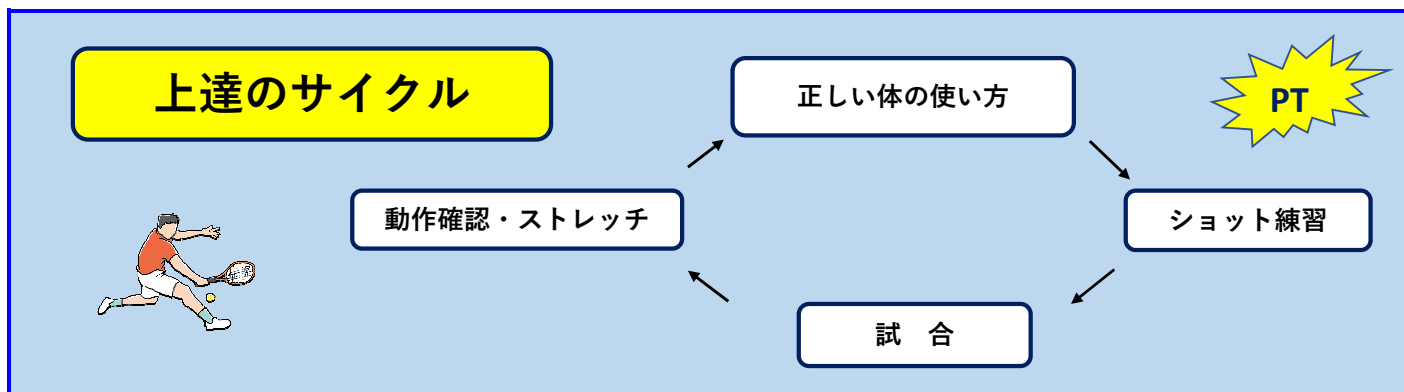 上達のサイクル
正しい体の使い方
PT
動作確認・ストレッチ
ショット練習
試　合